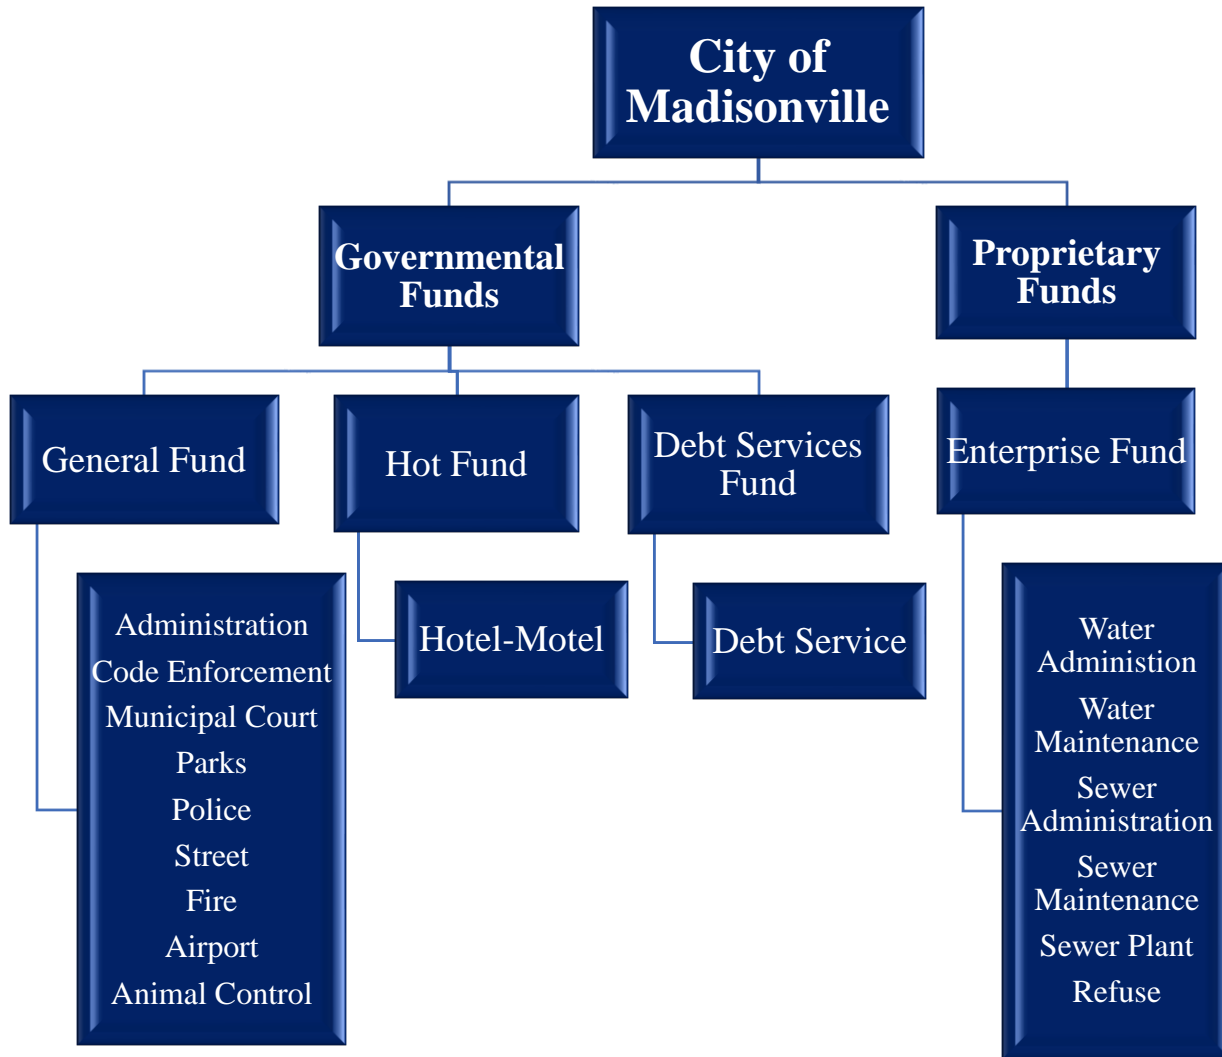 City of
Madisonville
Governmental
Funds
Proprietary
Funds
General Fund
Hot Fund
Debt Services
Fund
Enterprise Fund
Administration
Code Enforcement
Municipal Court
Parks
Police
Street
Fire
Airport
Animal Control
Hotel-Motel
Debt Service
Water
Administion
Water
Maintenance
Sewer
Administration
Sewer
Maintenance
Sewer Plant
Refuse